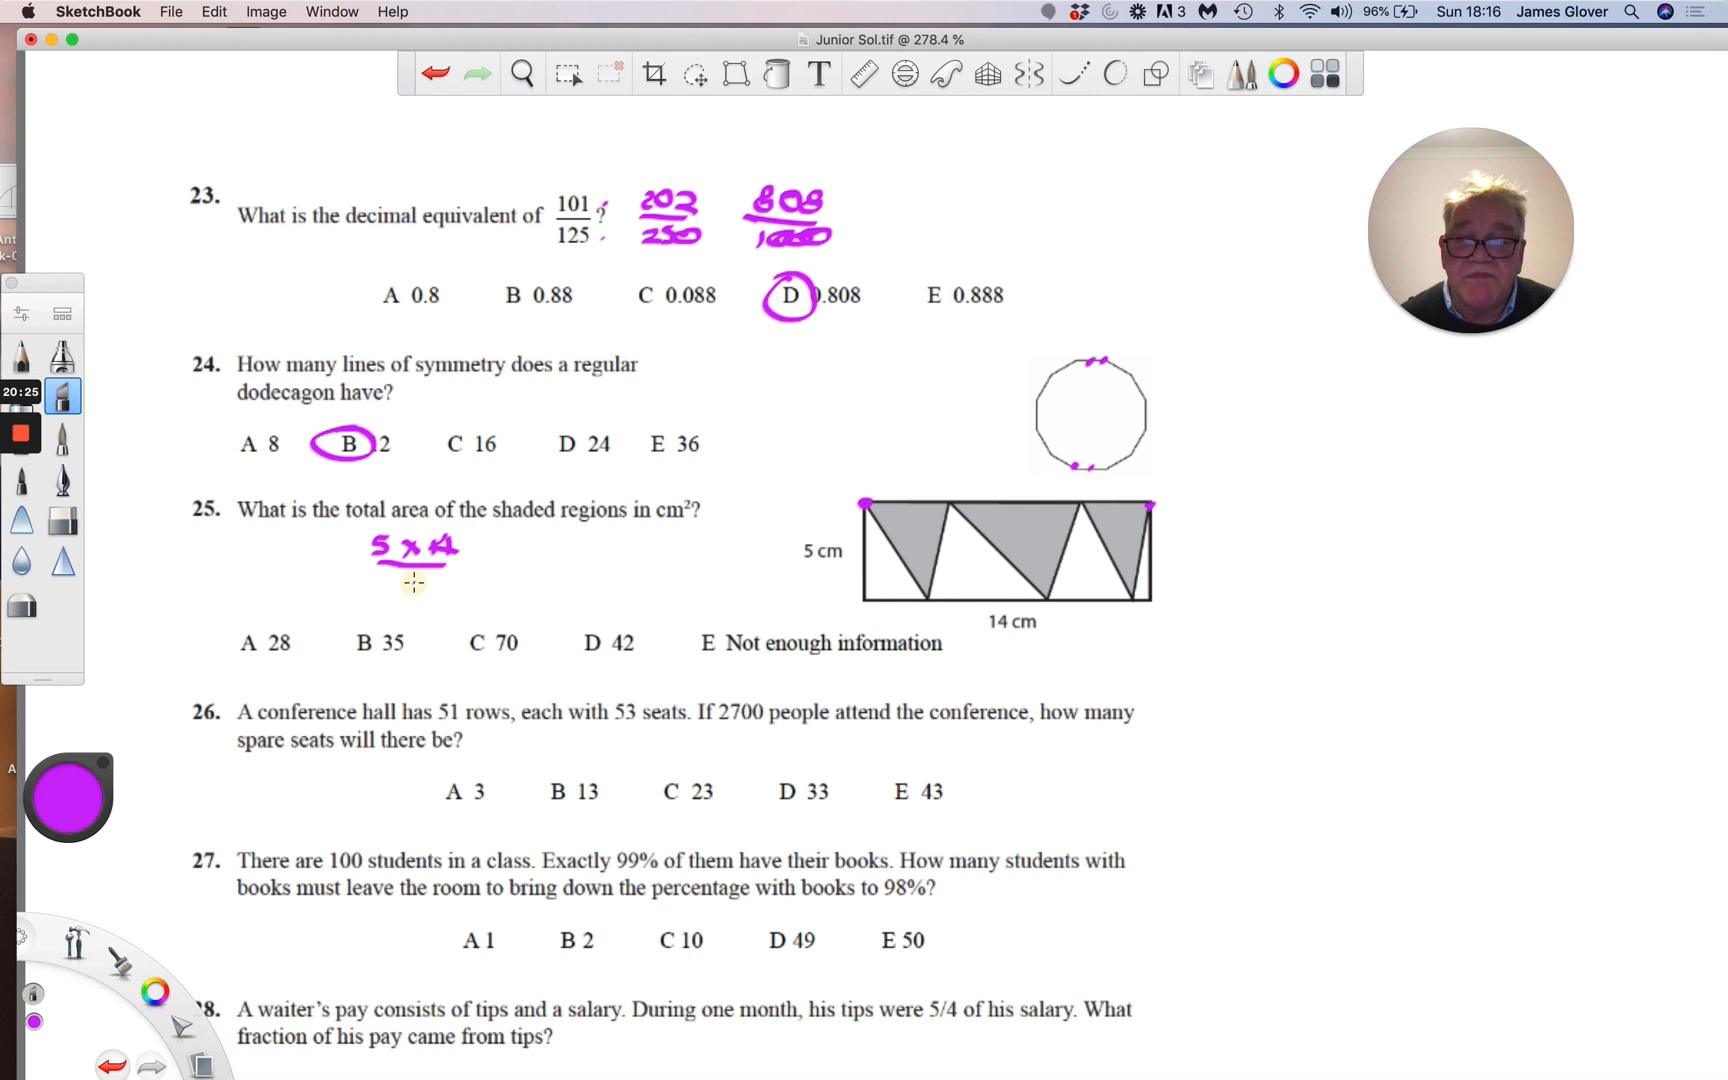 SketchBook File Edit Image Window Help 3 96% Sun 18:16 James Glover
Junior Sol.tif @ 278.4 %
T
23. What is the decimal equivalent of 101/125 ? 202/250 808/1000
A 0.8 B 0.88 C 0.088 D 0.808 E 0.888
24. How many lines of symmetry does a regular
dodecagon have?
A 8 B 12 C 16 D 24 E 36
20:25
25. What is the total area of the shaded regions in cm²?
5 x 14
5 cm
14 cm
A 28 B 35 C 70 D 42 E Not enough information
26. A conference hall has 51 rows, each with 53 seats. If 2700 people attend the conference, how many
spare seats will there be?
A 3 B 13 C 23 D 33 E 43
27. There are 100 students in a class. Exactly 99% of them have their books. How many students with
books must leave the room to bring down the percentage with books to 98%?
A 1 B 2 C 10 D 49 E 50
28. A waiter's pay consists of tips and a salary. During one month, his tips were 5/4 of his salary. What
fraction of his pay came from tips?